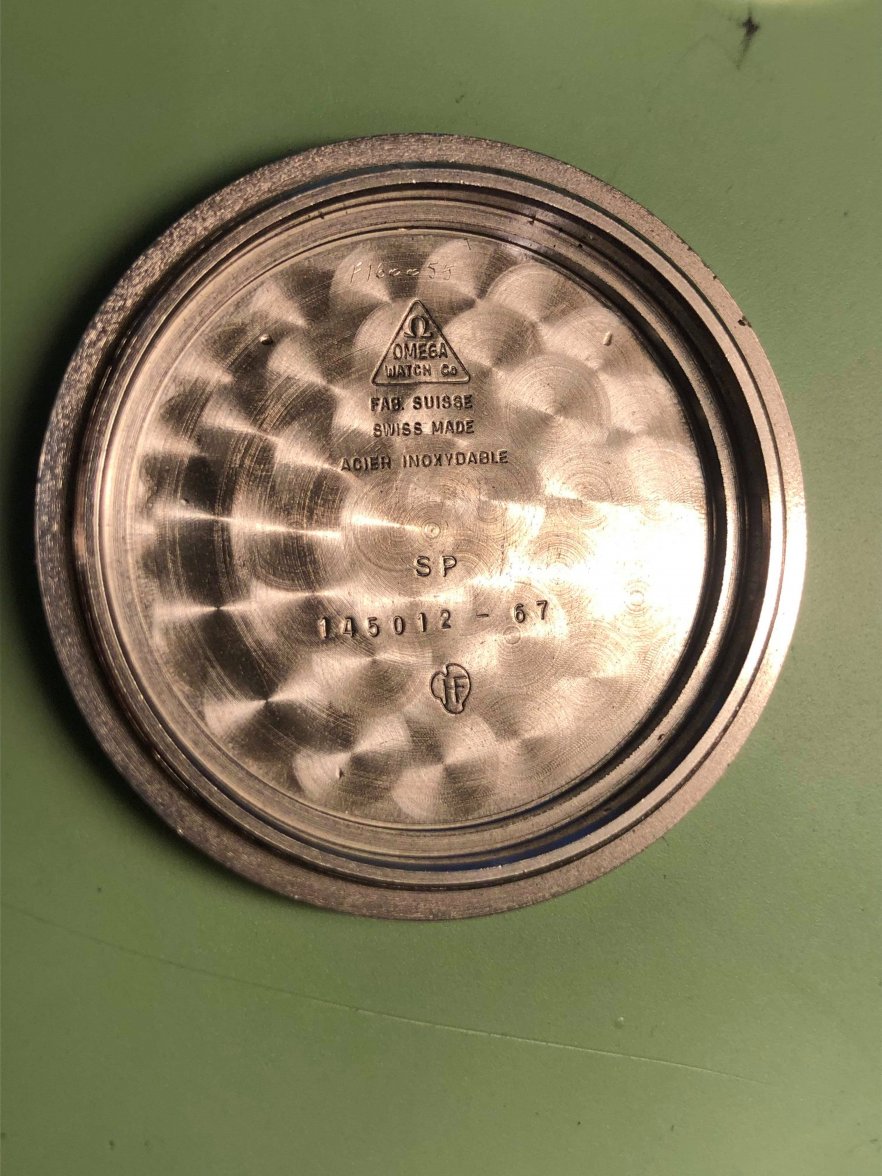 Ω
OMEGA
WATCH Co
FAB. SUISSE
SWISS MADE
ACIER INOXYDABLE
SP
145012 - 67